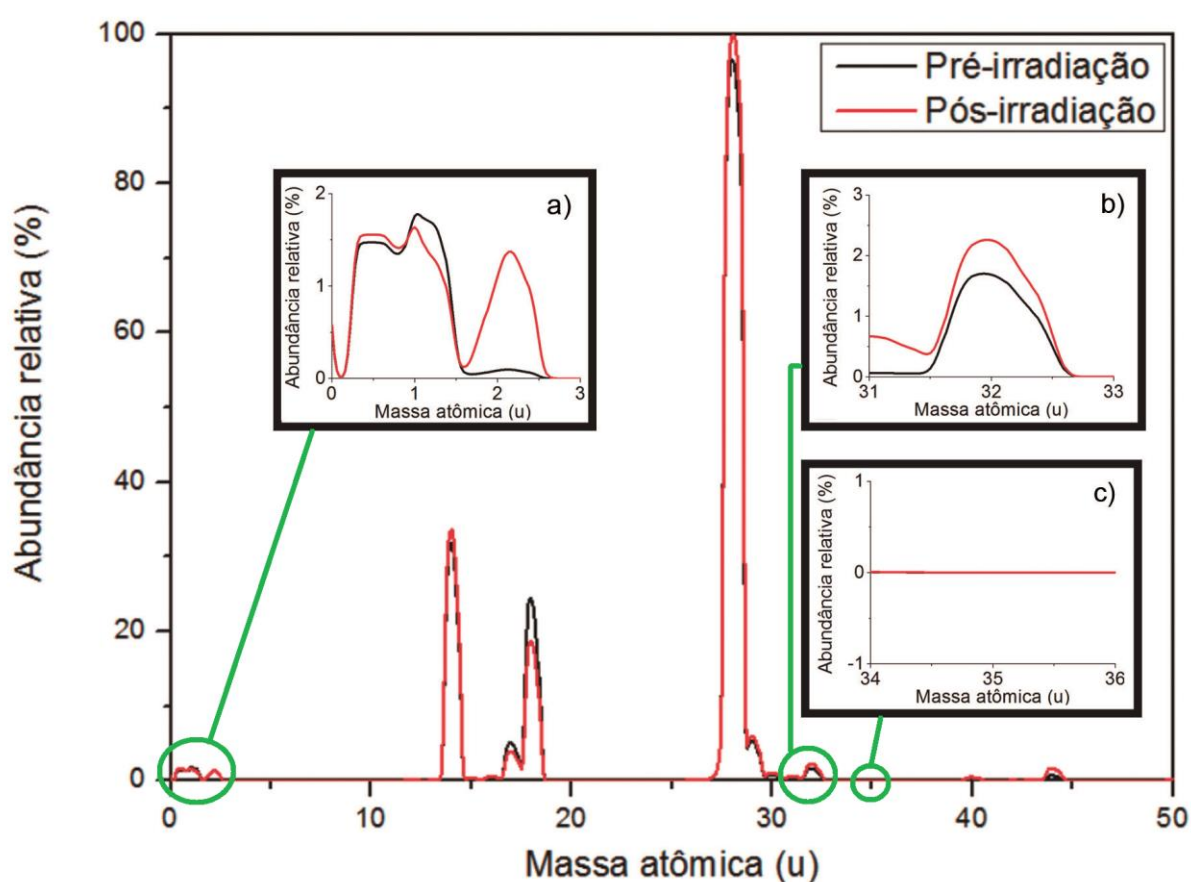 Abundância relativa (%)
100
80
60
40
20
0
Pré-irradiação
Pós-irradiação
a)
Abundância relativa (%)
2
1
0
0 1 2 3
Massa atômica (u)
b)
Abundância relativa (%)
3
2
1
0
31 32 33
Massa atômica (u)
c)
Abundância relativa (%)
1
0
-1
34 35 36
Massa atômica (u)
0 10 20 30 40 50
Massa atômica (u)